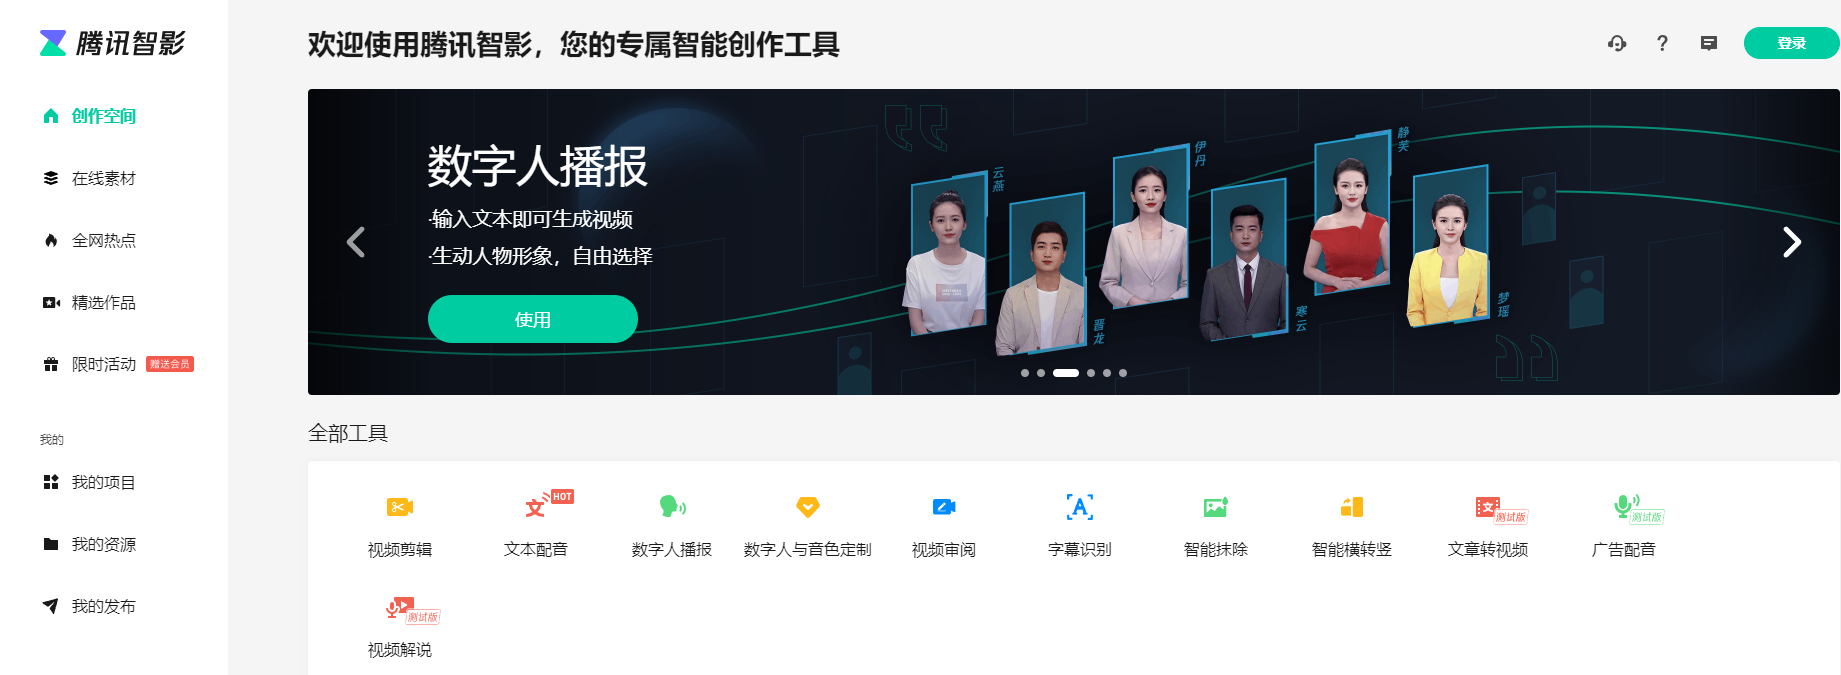 腾讯智影
欢迎使用腾讯智影，您的专属智能创作工具
登录
创作空间
在线素材
全网热点
精选作品
限时活动 赠送会员
我的
我的项目
我的资源
我的发布
数字人播报
·输入文本即可生成视频
·生动人物形象，自由选择
使用
云燕
晋龙
伊丹
寒云
静芙
梦瑶
全部工具
HOT
测试版
测试版
视频剪辑 文本配音 数字人播报 数字人与音色定制 视频审阅 字幕识别 智能抹除 智能横转竖 文章转视频 广告配音
测试版
视频解说